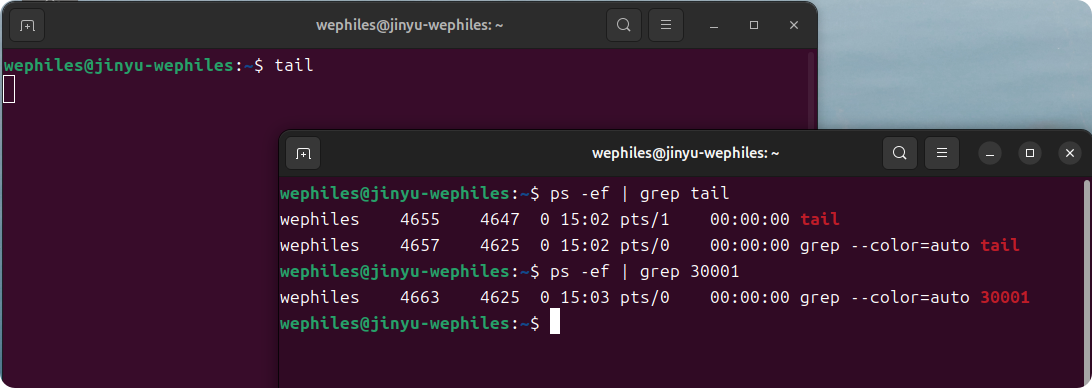 wephiles@jinyu-wephiles: ~
wephiles@jinyu-wephiles:~$ tail
wephiles@jinyu-wephiles: ~
wephiles@jinyu-wephiles:~$ ps -ef | grep tail
wephiles    4655    4647  0 15:02 pts/1    00:00:00 tail
wephiles    4657    4625  0 15:02 pts/0    00:00:00 grep --color=auto tail
wephiles@jinyu-wephiles:~$ ps -ef | grep 30001
wephiles    4663    4625  0 15:03 pts/0    00:00:00 grep --color=auto 30001
wephiles@jinyu-wephiles:~$